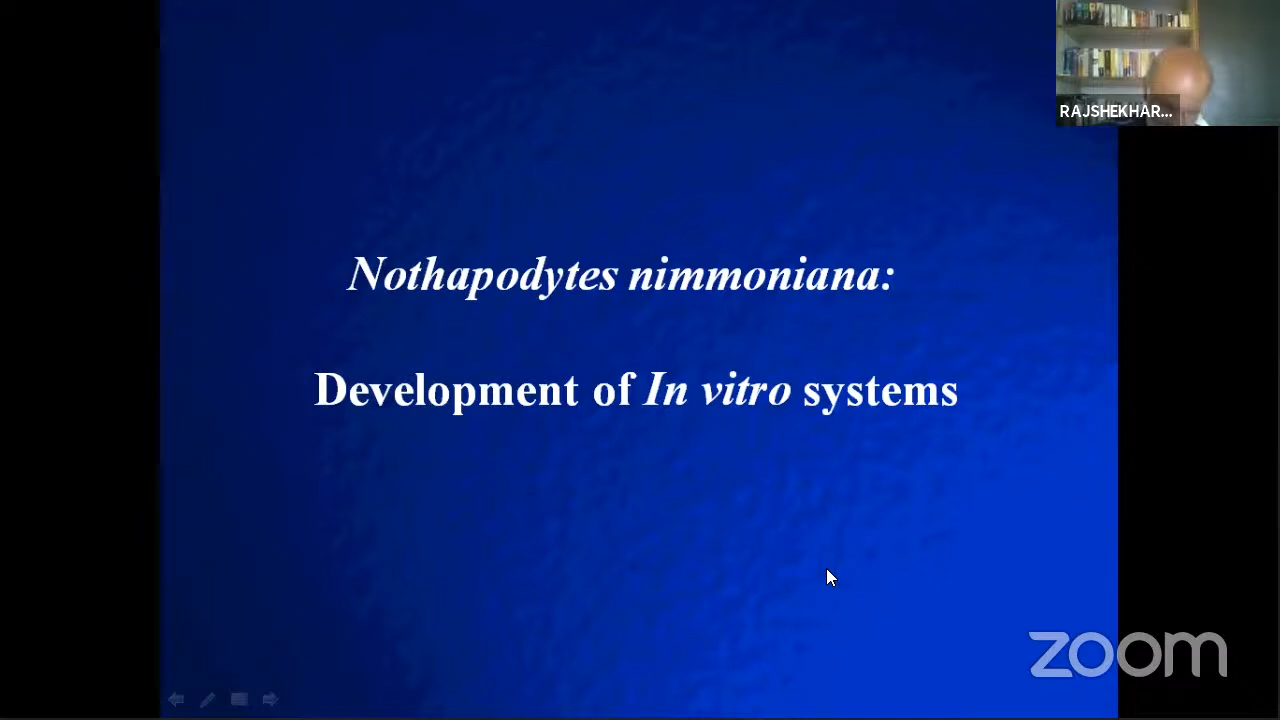 RAJSHEKHAR...
Nothapodytes nimmoniana:
Development of In vitro systems
zoom